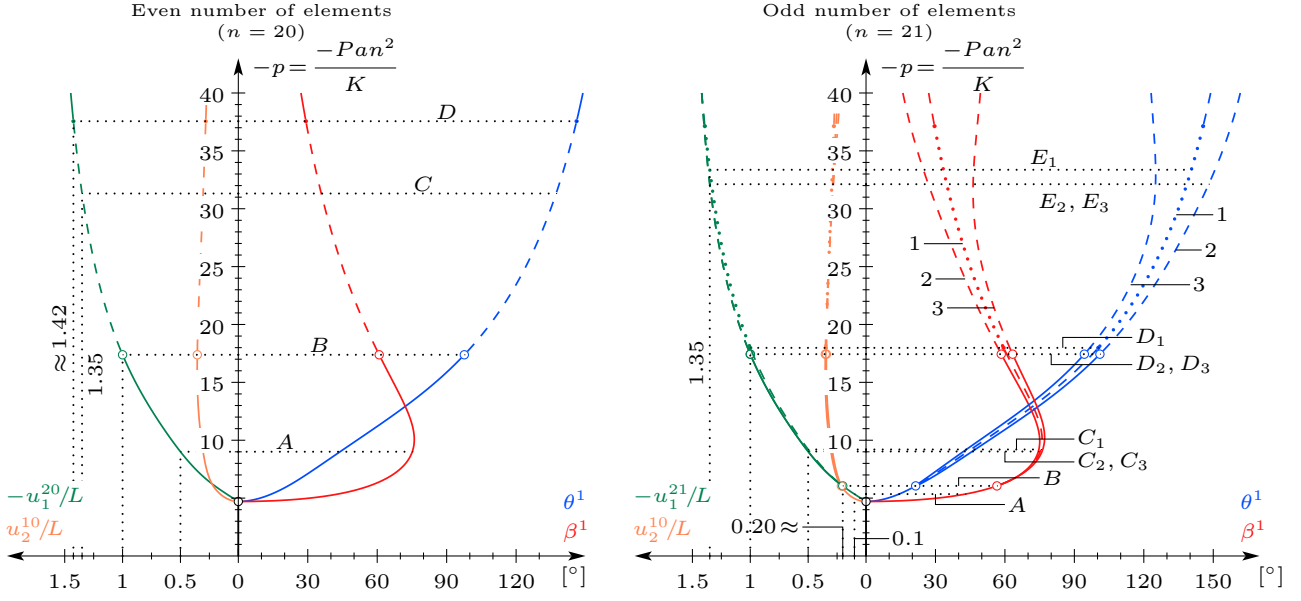 Even number of elements
(n = 20)
-p = -Pan²/K
40
35
30
25
20
15
10
D
C
B
A
≈ 1.42
1.35
-u₁²⁰/L
u₂¹⁰/L
θ¹
β¹
1.5 1 0.5 0 30 60 90 120 [°]
Odd number of elements
(n = 21)
-p = -Pan²/K
40
35
30
25
20
15
10
E₁
E₂, E₃
1
2
3
1
2
3
D₁
D₂, D₃
C₁
C₂, C₃
B
A
1.35
0.20 ≈
0.1
-u₁²¹/L
u₂¹⁰/L
θ¹
β¹
1.5 1 0.5 0 30 60 90 120 150 [°]